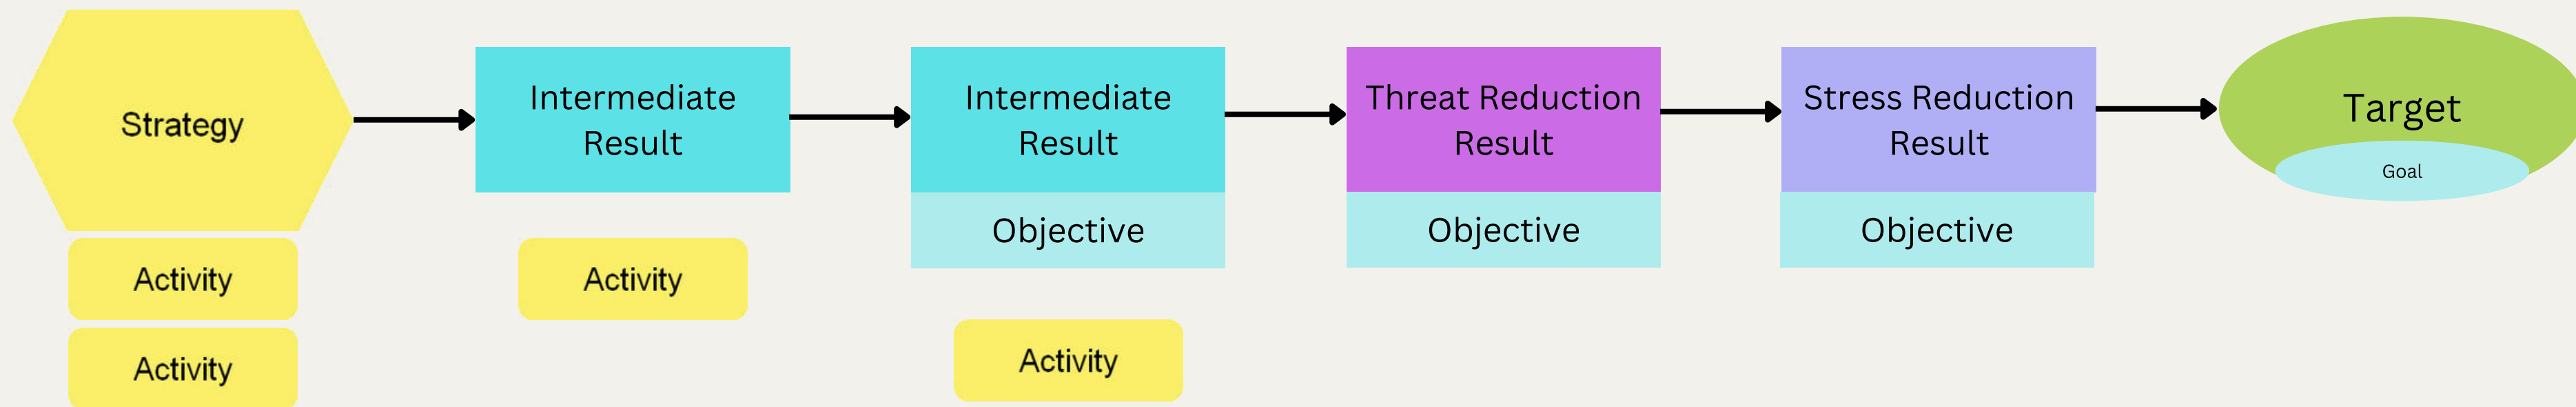 Strategy
Activity
Activity
Intermediate
Result
Activity
Intermediate
Result
Objective
Activity
Threat Reduction
Result
Objective
Stress Reduction
Result
Objective
Target
Goal